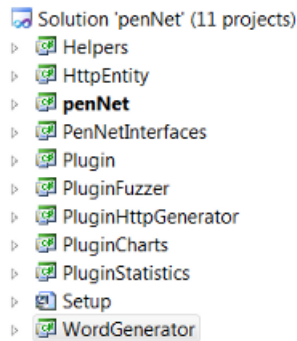 Solution 'penNet' (11 projects)
Helpers
HttpEntity
penNet
PenNetInterfaces
Plugin
PluginFuzzer
PluginHttpGenerator
PluginCharts
PluginStatistics
Setup
WordGenerator